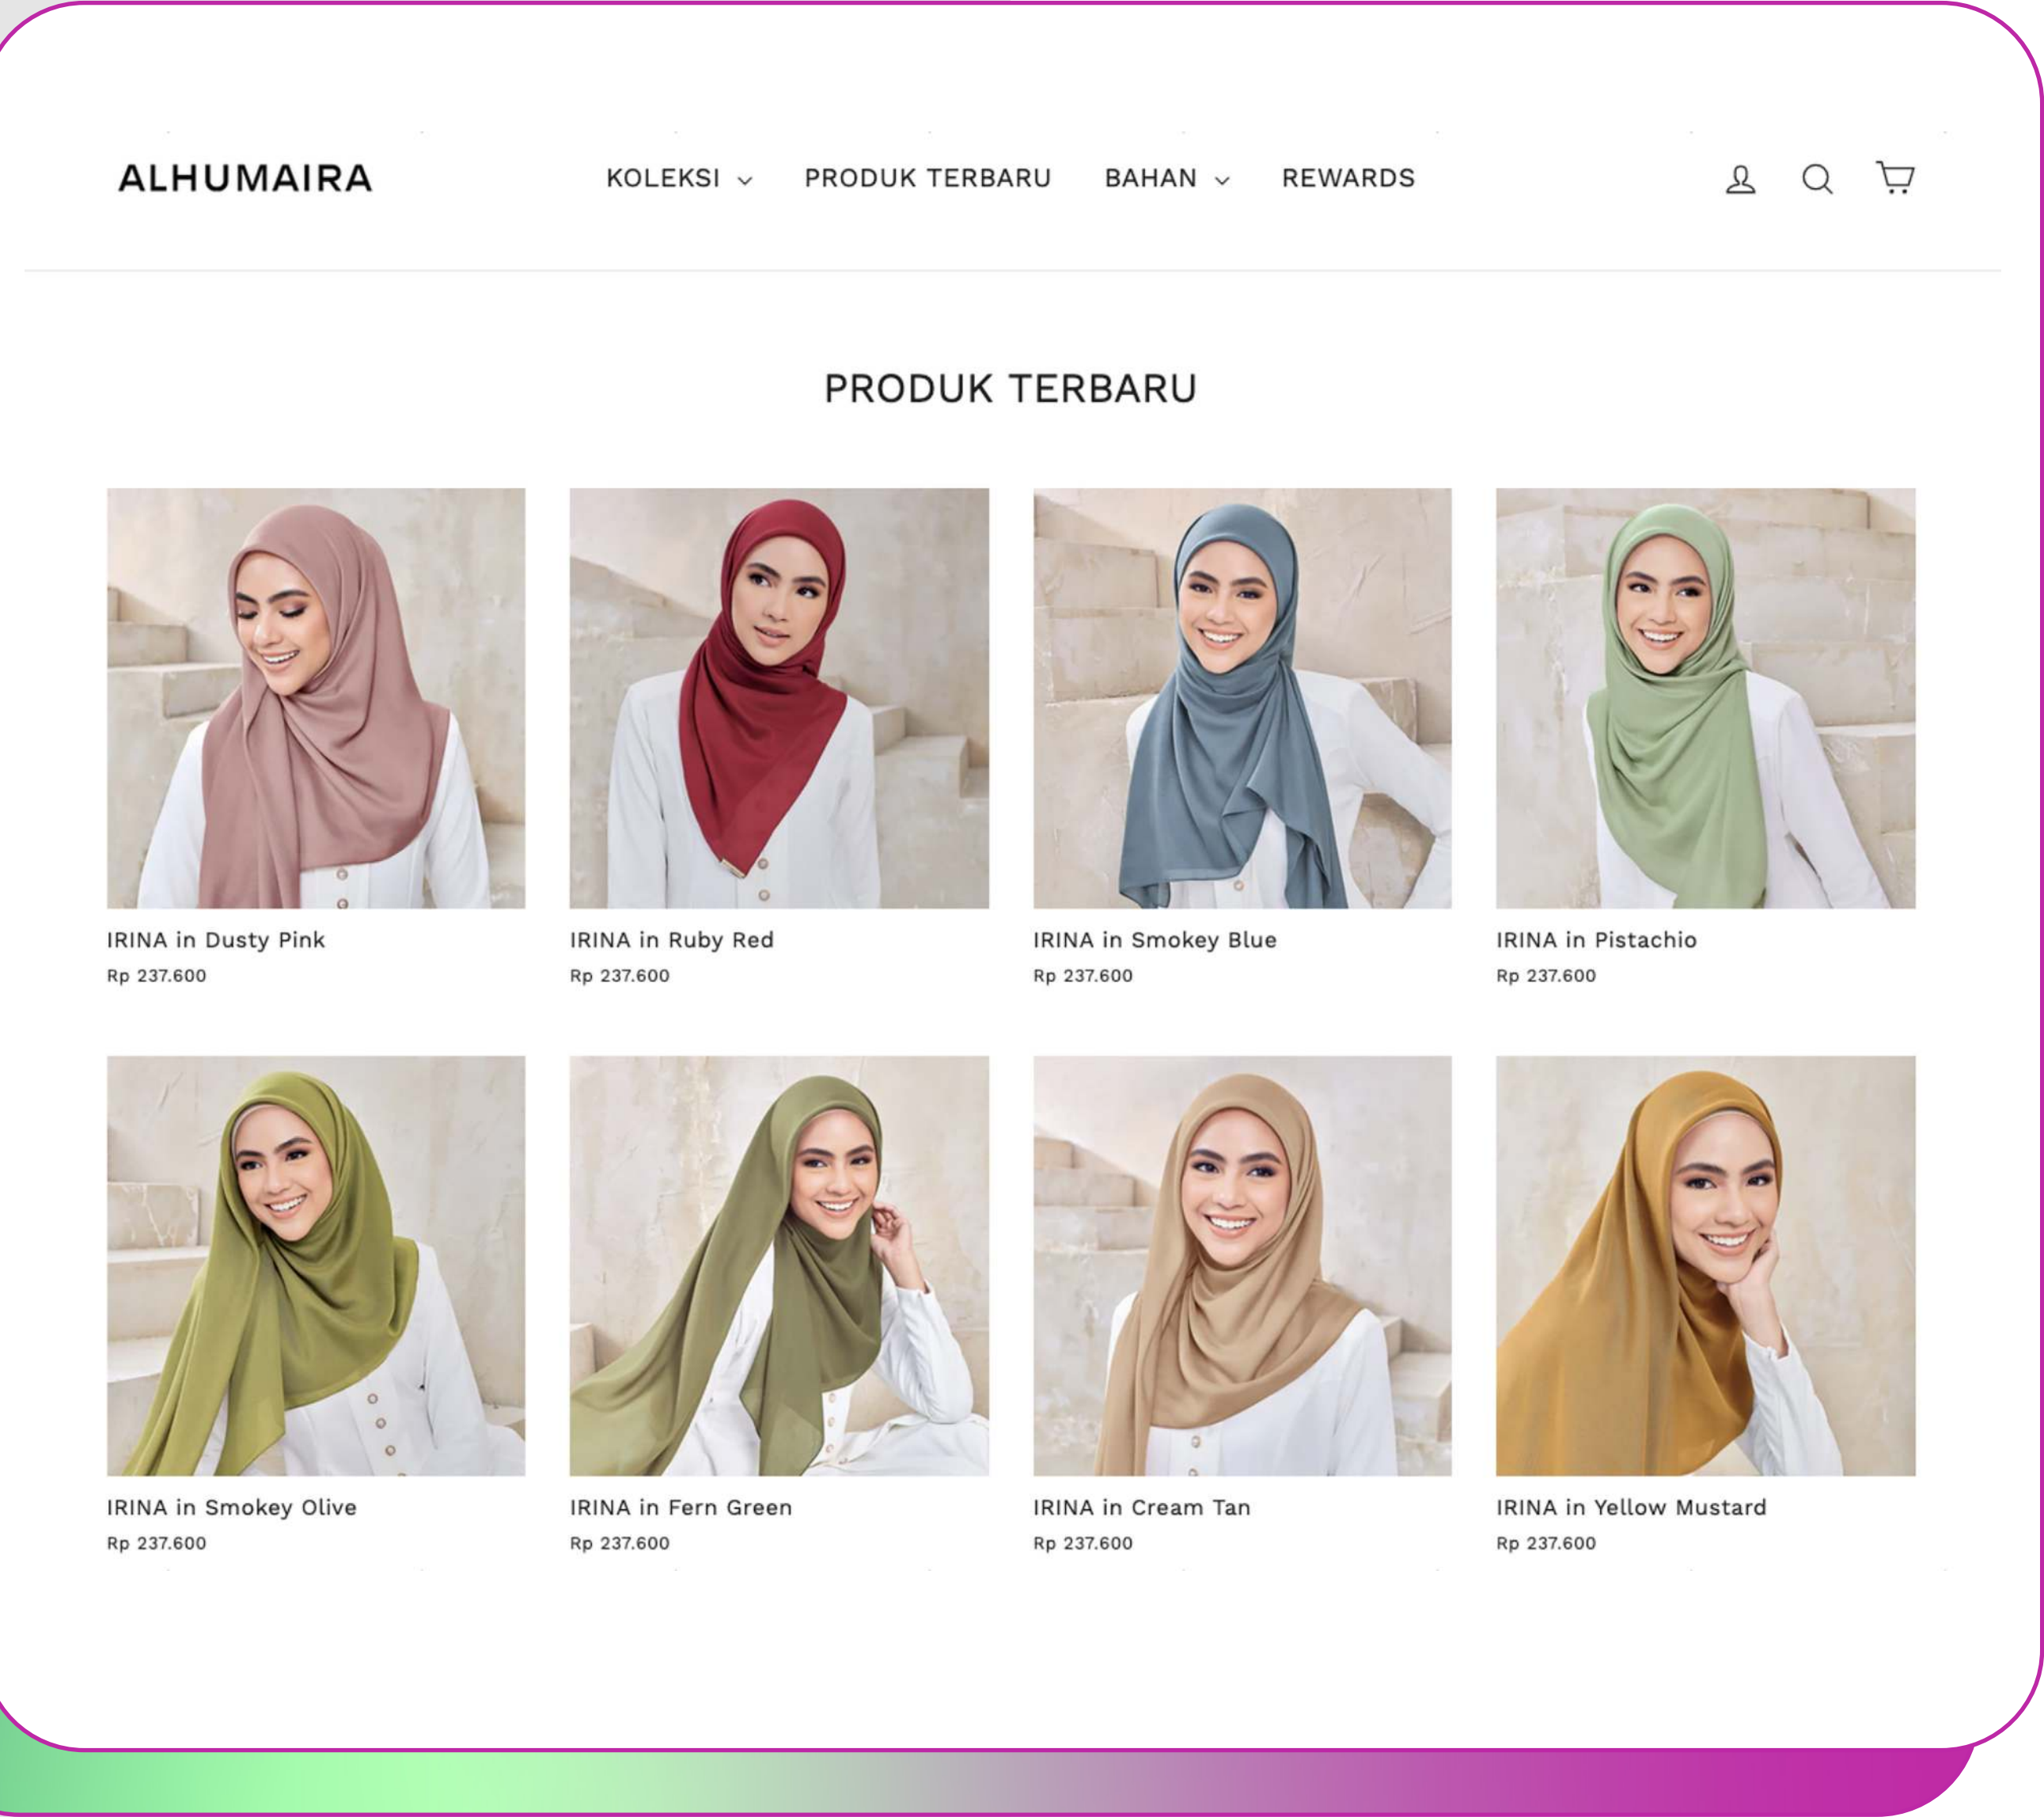 ALHUMAIRA
KOLEKSI
PRODUK TERBARU
BAHAN
REWARDS
PRODUK TERBARU
IRINA in Dusty Pink
Rp 237.600
IRINA in Ruby Red
Rp 237.600
IRINA in Smokey Blue
Rp 237.600
IRINA in Pistachio
Rp 237.600
IRINA in Smokey Olive
Rp 237.600
IRINA in Fern Green
Rp 237.600
IRINA in Cream Tan
Rp 237.600
IRINA in Yellow Mustard
Rp 237.600